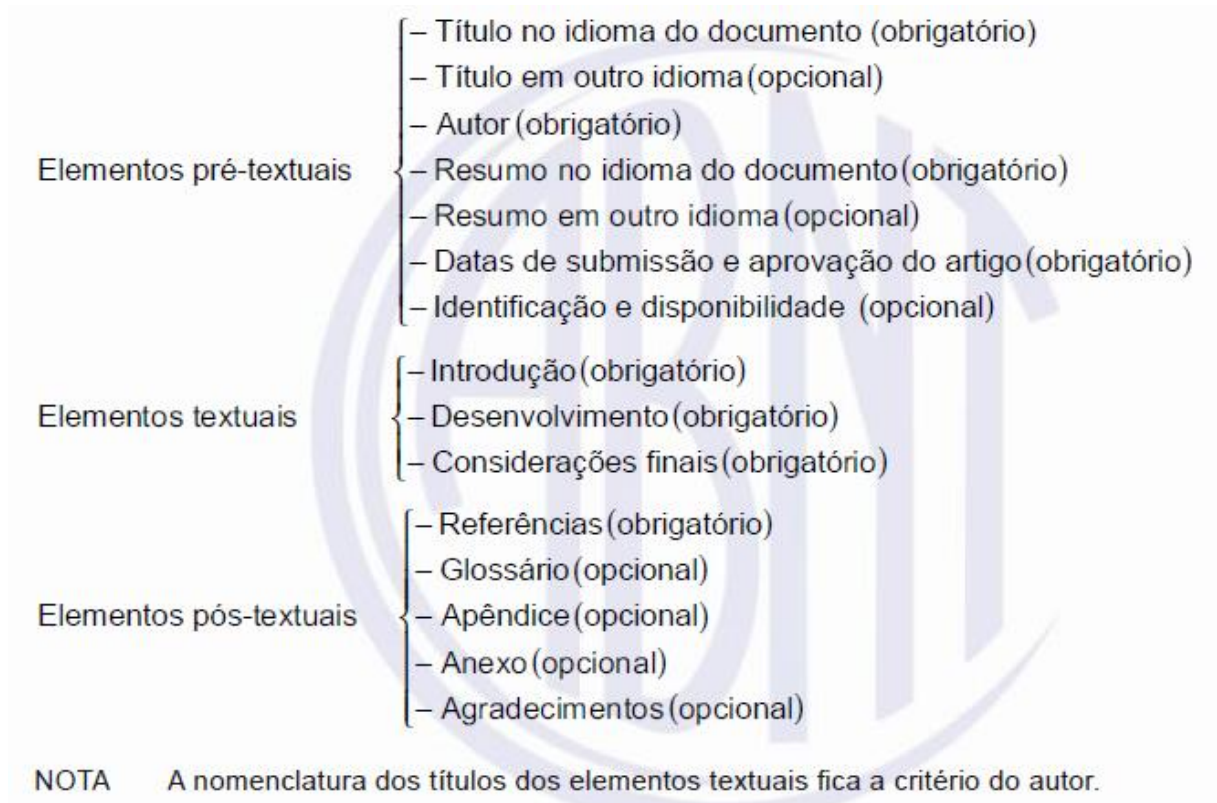 – Título no idioma do documento (obrigatório)
– Título em outro idioma (opcional)
– Autor (obrigatório)
Elementos pré-textuais
– Resumo no idioma do documento (obrigatório)
– Resumo em outro idioma (opcional)
– Datas de submissão e aprovação do artigo (obrigatório)
– Identificação e disponibilidade (opcional)
– Introdução (obrigatório)
Elementos textuais
– Desenvolvimento (obrigatório)
– Considerações finais (obrigatório)
– Referências (obrigatório)
– Glossário (opcional)
Elementos pós-textuais
– Apêndice (opcional)
– Anexo (opcional)
– Agradecimentos (opcional)
NOTA A nomenclatura dos títulos dos elementos textuais fica a critério do autor.
ABNT